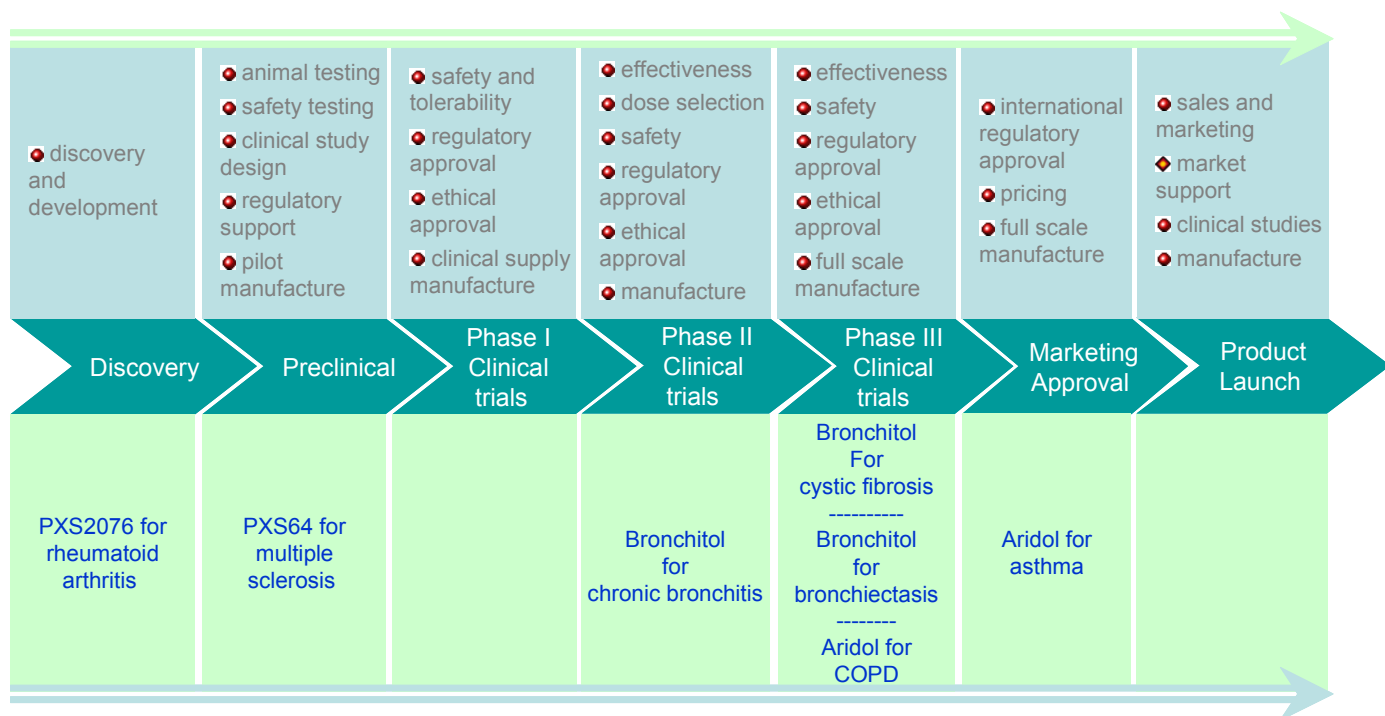 discovery
and
development
animal testing
safety testing
clinical study
design
regulatory
support
pilot
manufacture
safety and
tolerability
regulatory
approval
ethical
approval
clinical supply
manufacture
effectiveness
dose selection
safety
regulatory
approval
ethical
approval
manufacture
effectiveness
safety
regulatory
approval
ethical
approval
full scale
manufacture
international
regulatory
approval
pricing
full scale
manufacture
sales and
marketing
market
support
clinical studies
manufacture
Discovery
Preclinical
Phase I
Clinical
trials
Phase II
Clinical
trials
Phase III
Clinical
trials
Marketing
Approval
Product
Launch
PXS2076 for
rheumatoid
arthritis
PXS64 for
multiple
sclerosis
Bronchitol
for
chronic bronchitis
Bronchitol
For
cystic fibrosis
----------
Bronchitol
for
bronchiectasis
--------
Aridol for
COPD
Aridol for
asthma